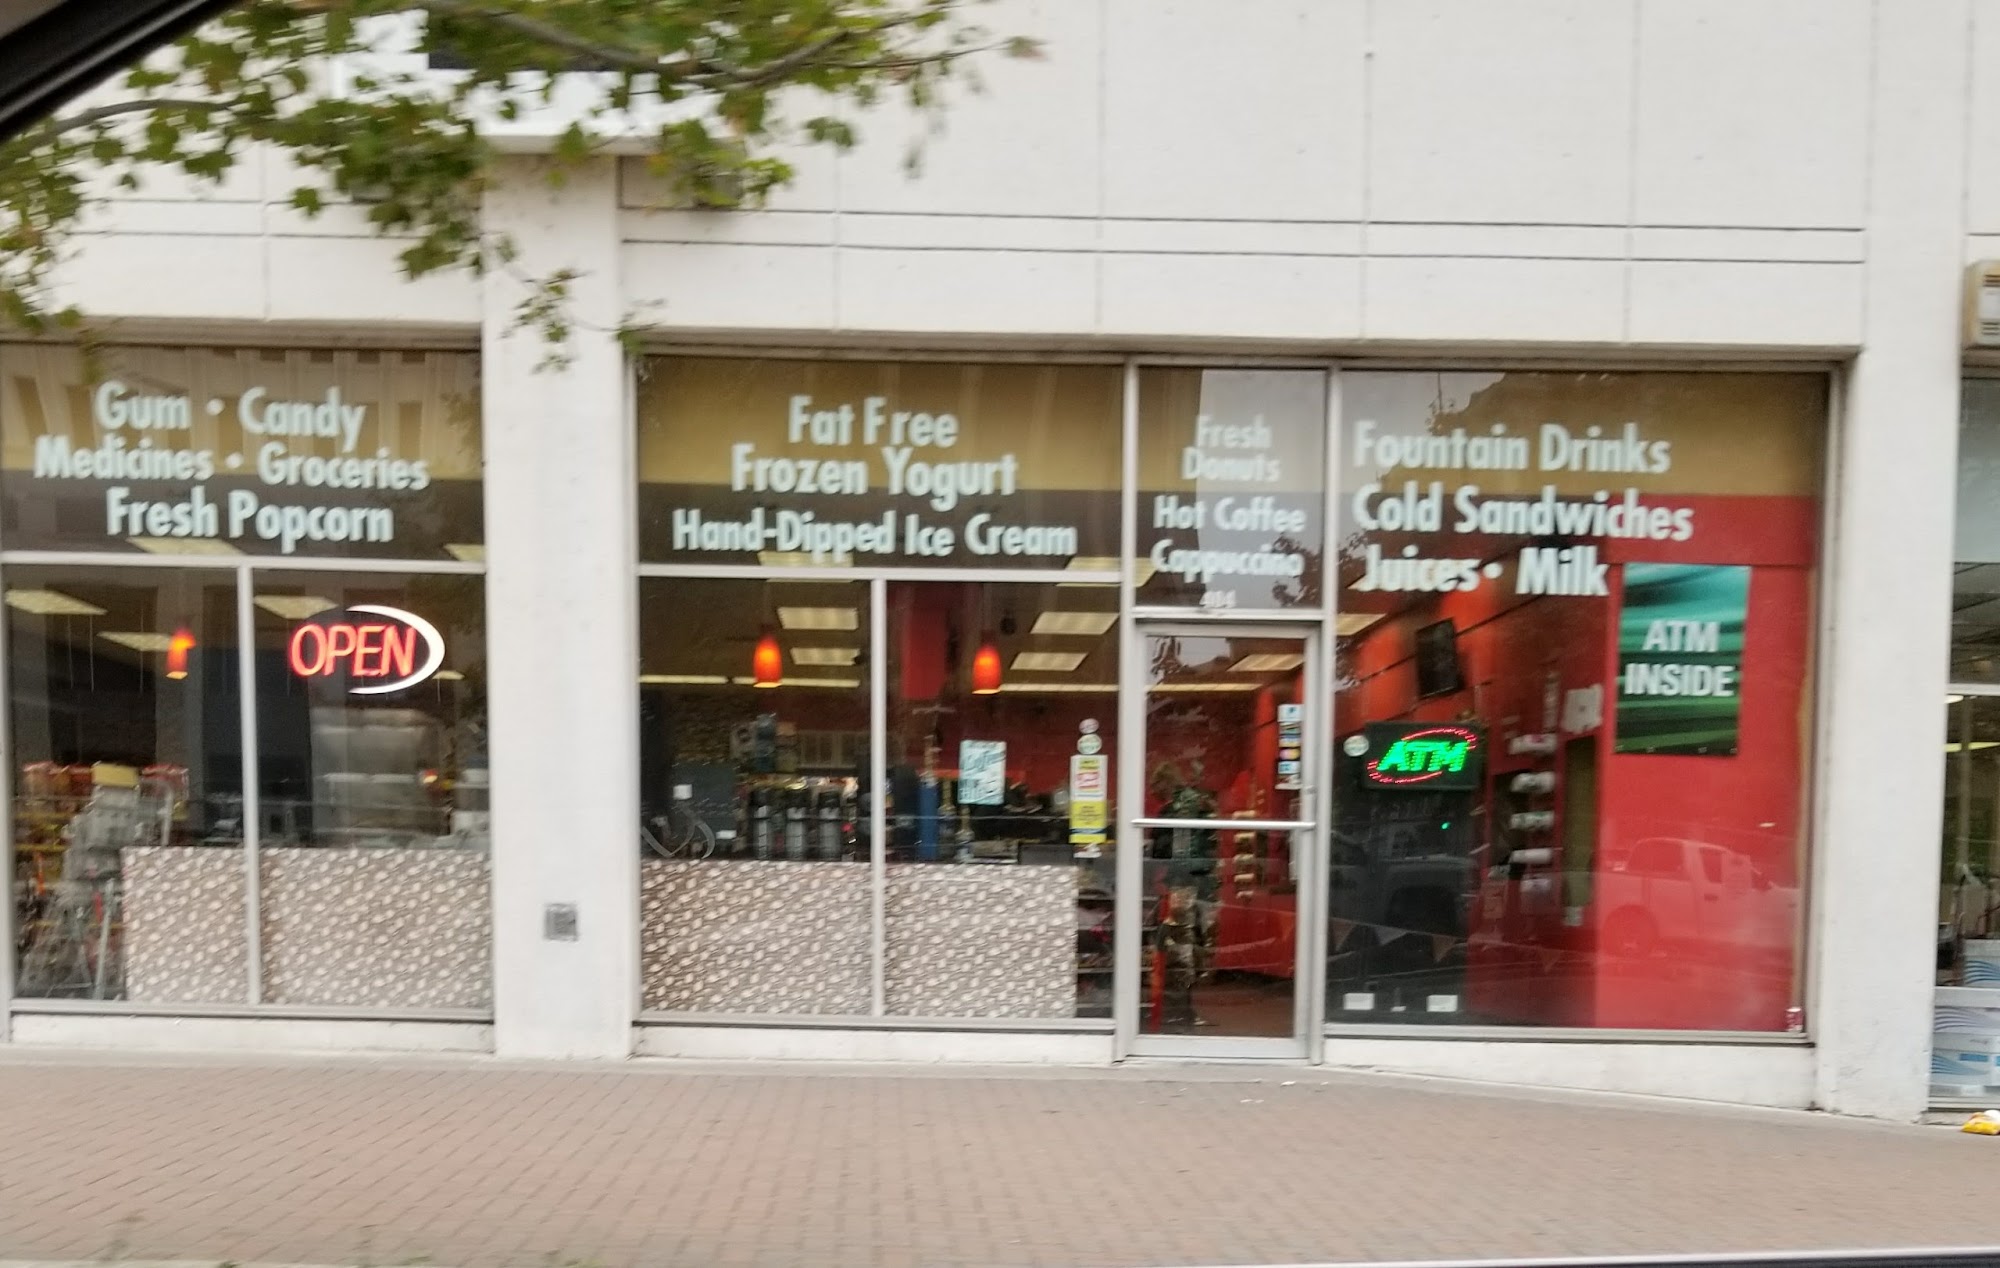 Gum • Candy
Medicines • Groceries
Fresh Popcorn
OPEN
Fat Free
Frozen Yogurt
Hand-Dipped Ice Cream
Fresh
Donuts
Hot Coffee
Cappuccino
404
Fountain Drinks
Cold Sandwiches
Juices • Milk
ATM
INSIDE
ATM